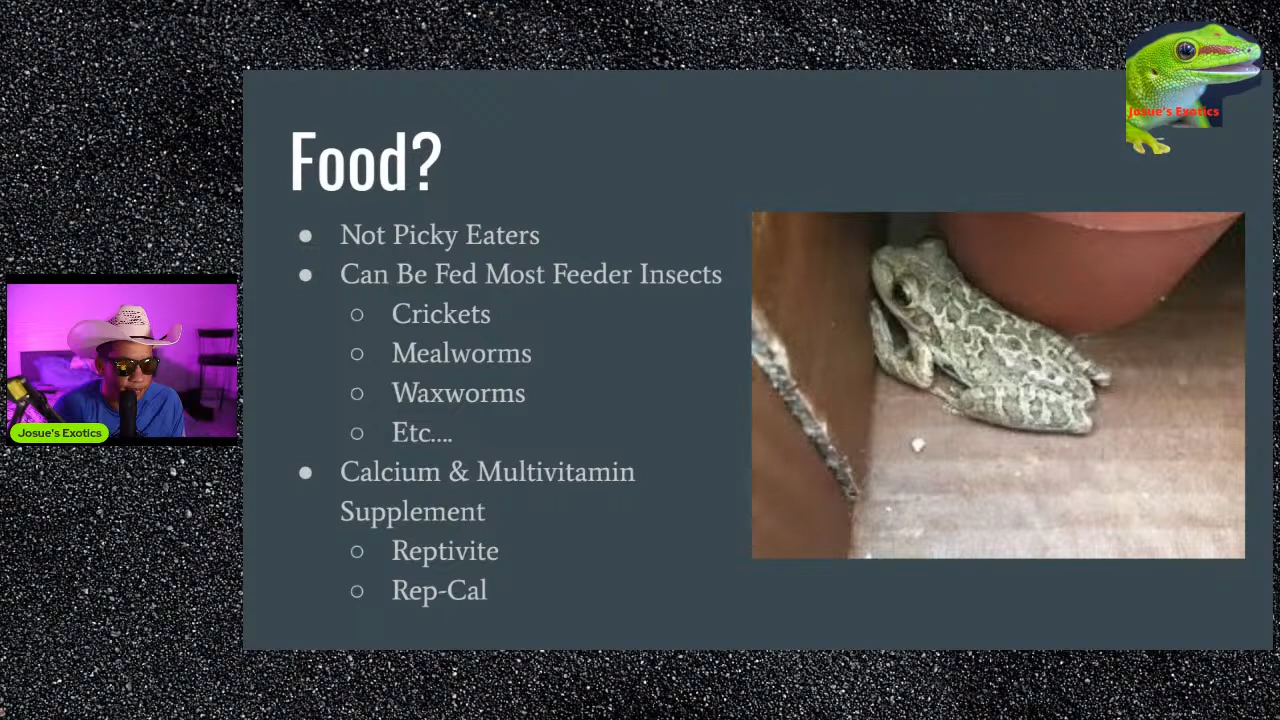 Josue's Exotics
Food?
Not Picky Eaters
Can Be Fed Most Feeder Insects
Crickets
Mealworms
Waxworms
Etc....
Calcium & Multivitamin
Supplement
Reptivite
Rep-Cal
Josue's Exotics